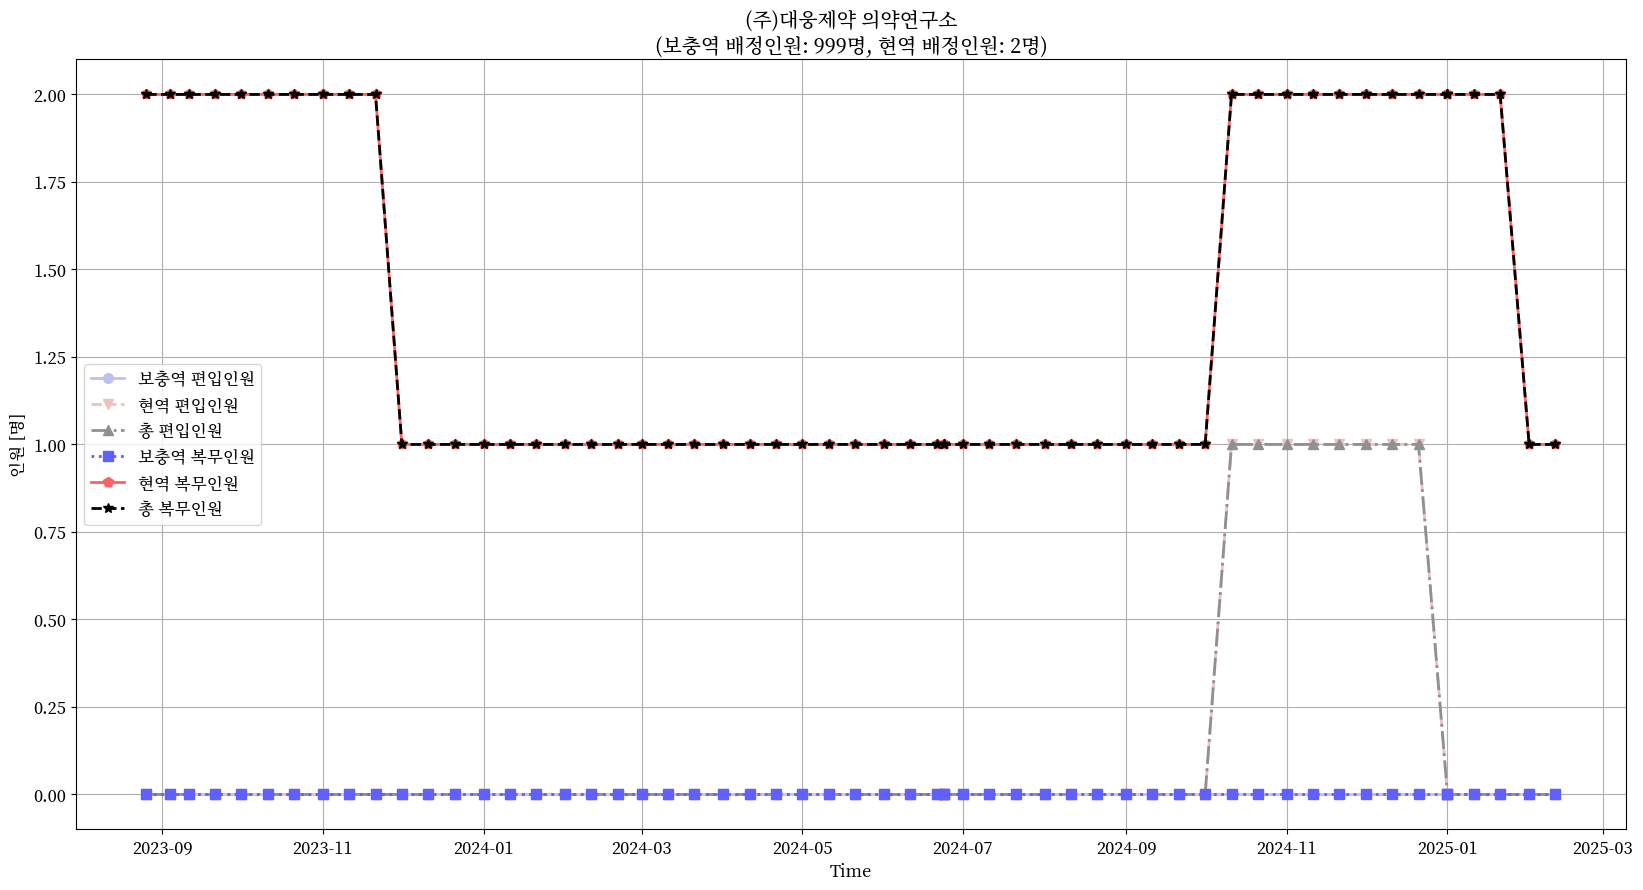 (주)대웅제약 의약연구소
(보충역 배정인원: 999명, 현역 배정인원: 2명)
2.00
1.75
1.50
1.25
1.00
0.75
0.50
0.25
0.00
인원 [명]
보충역 편입인원
현역 편입인원
총 편입인원
보충역 복무인원
현역 복무인원
총 복무인원
2023-09 2023-11 2024-01 2024-03 2024-05 2024-07 2024-09 2024-11 2025-01 2025-03
Time